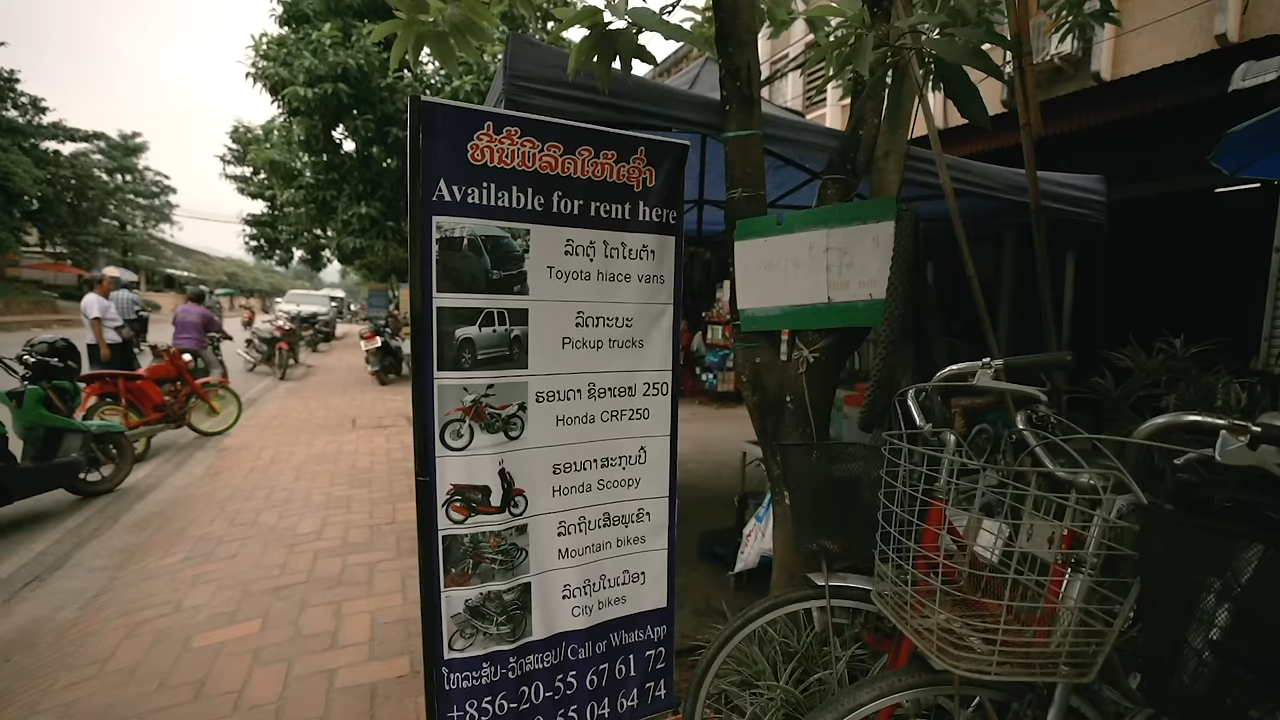 ທີ່ນີ້ມີລົດໃຫ້ເຊົ່າ
Available for rent here
ລົດຕູ້ ໂຕໂຍຕ້າ
Toyota hiace vans
ລົດກະບະ
Pickup trucks
ຮອນດາ ຊີອາເອຟ 250
Honda CRF250
ຮອນດາສະກູບປີ້
Honda Scoopy
ລົດຖີບເສືອພູເຂົາ
Mountain bikes
ລົດຖີບໃນເມືອງ
City bikes
ໂທລະສັບ-ວັດສແອບ/ Call or WhatsApp
+856-20-55 67 61 72
55 04 64 74